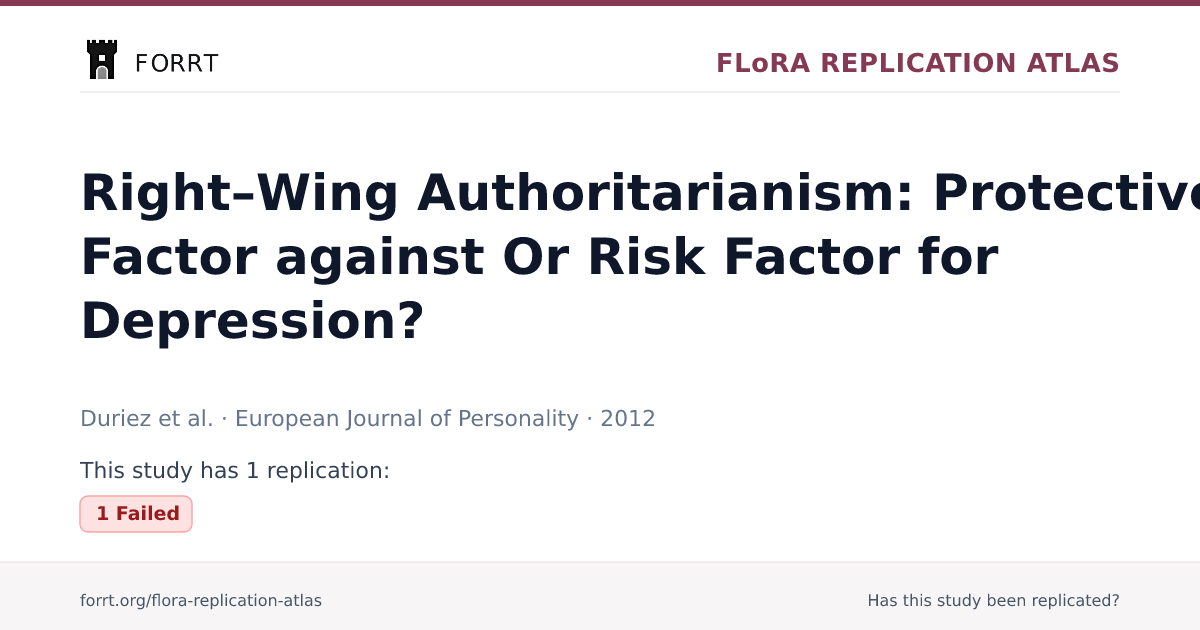 FORRT
FLoRA REPLICATION ATLAS
Right–Wing Authoritarianism: Protective
Factor against Or Risk Factor for
Depression?
Duriez et al. · European Journal of Personality · 2012
This study has 1 replication:
1 Failed
forrt.org/flora-replication-atlas
Has this study been replicated?